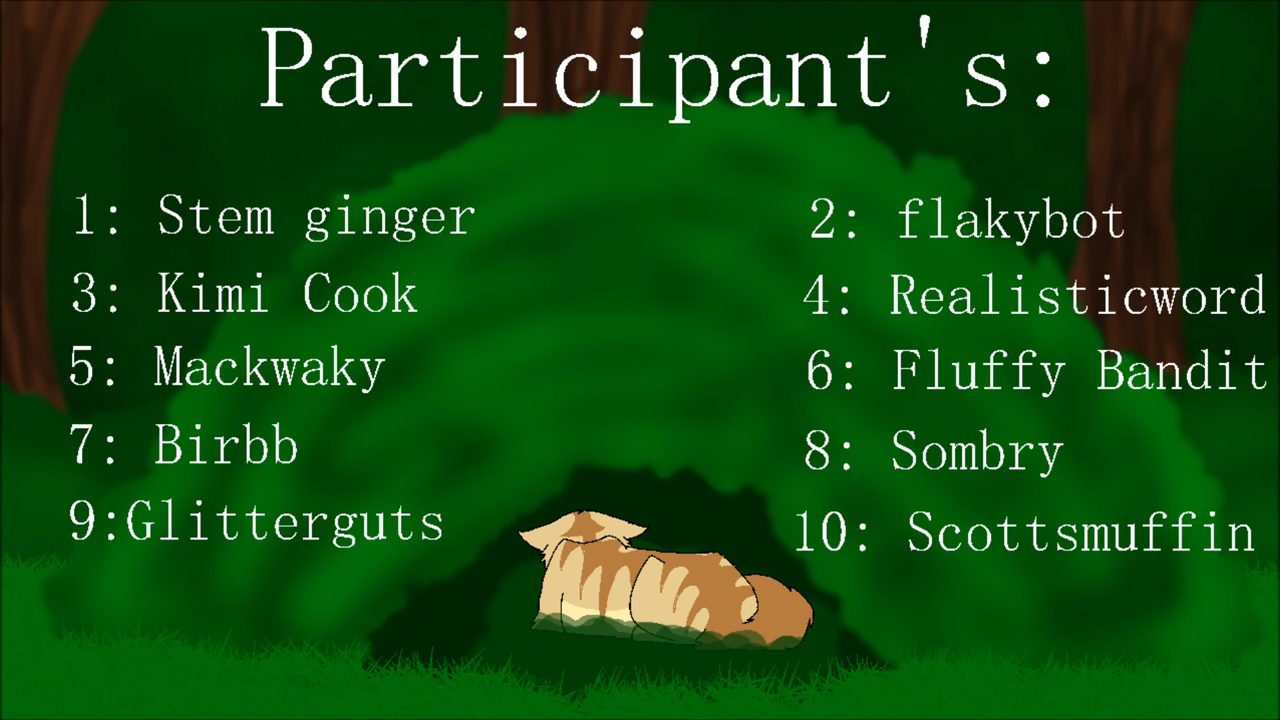 Participant's:
1: Stem ginger
2: flakybot
3: Kimi Cook
4: Realisticword
5: Mackwaky
6: Fluffy Bandit
7: Birbb
8: Sombry
9:Glitterguts
10: Scottsmuffin